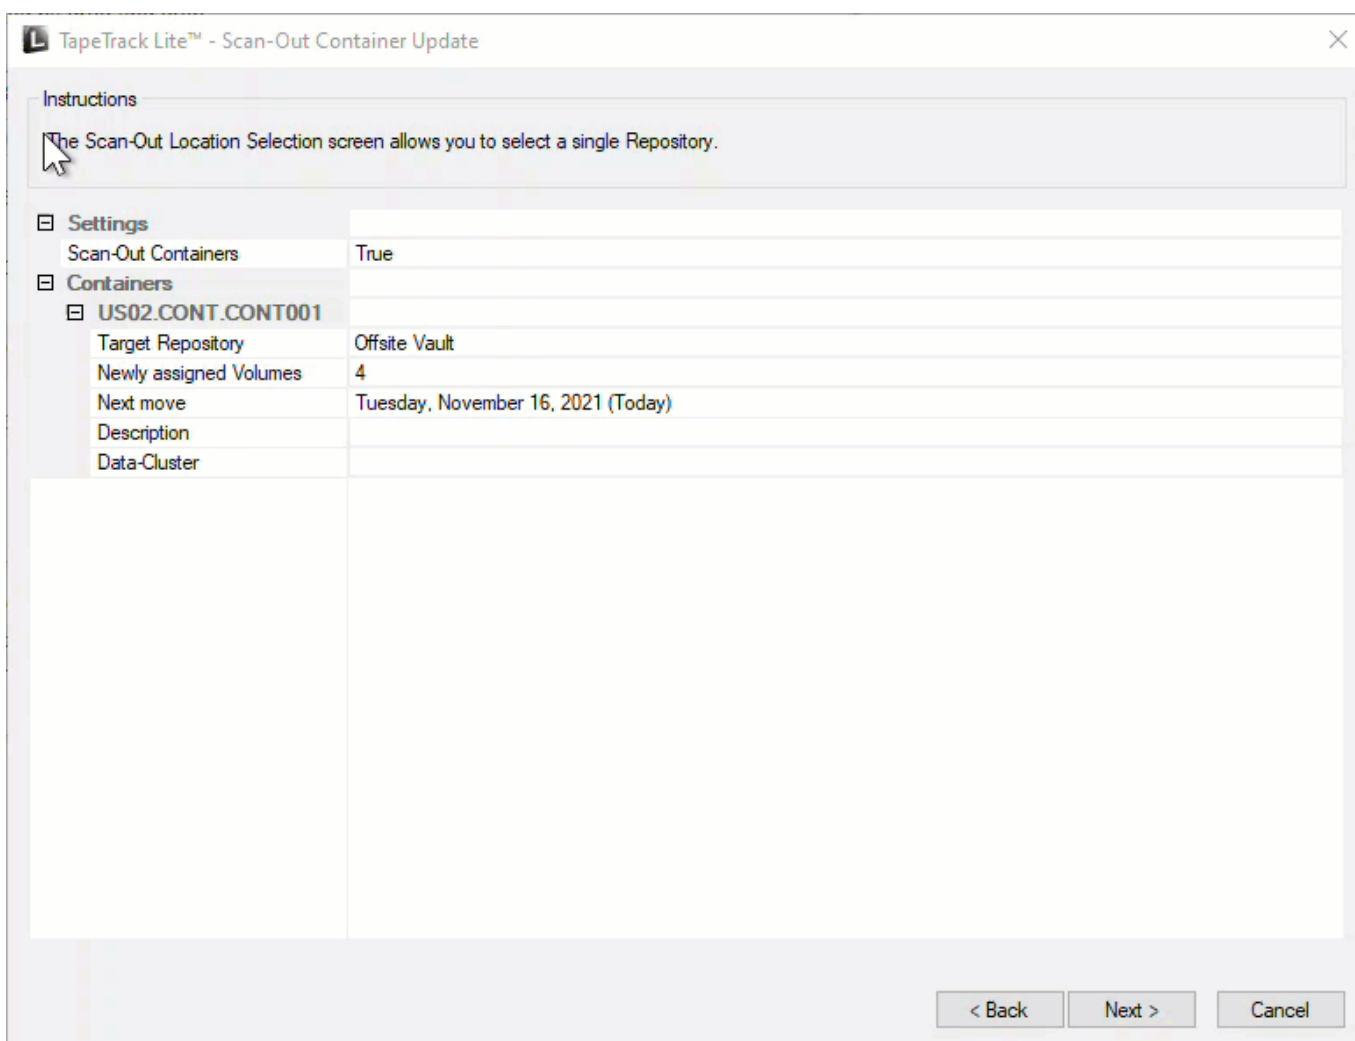 TapeTrack Lite™ - Scan-Out Container Update
Instructions
The Scan-Out Location Selection screen allows you to select a single Repository.
Settings
Scan-Out Containers True
Containers
US02.CONT.CONT001
Target Repository Offsite Vault
Newly assigned Volumes 4
Next move Tuesday, November 16, 2021 (Today)
Description
Data-Cluster
< Back Next > Cancel